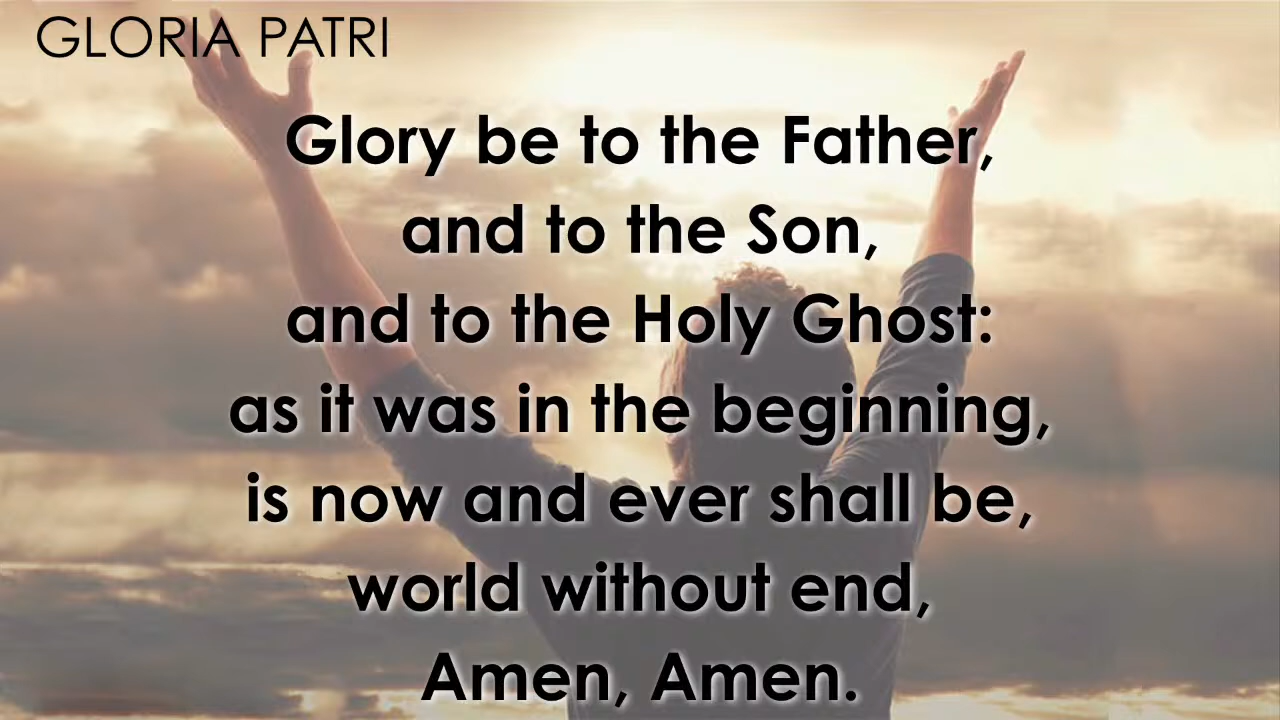 GLORIA PATRI
Glory be to the Father,
and to the Son,
and to the Holy Ghost:
as it was in the beginning,
is now and ever shall be,
world without end,
Amen, Amen.